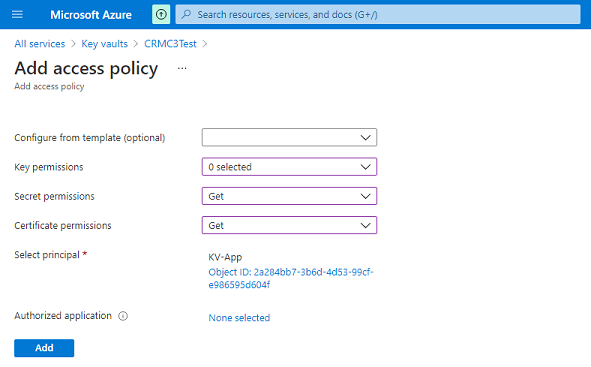 Microsoft Azure
Search resources, services, and docs (G+/)
All services > Key vaults > CRMC3Test >
Add access policy ...
Add access policy
Configure from template (optional)
Key permissions
0 selected
Secret permissions
Get
Certificate permissions
Get
Select principal *
KV-App
Object ID: 2a284bb7-3b6d-4d53-99cf-
e986595d604f
Authorized application
None selected
Add